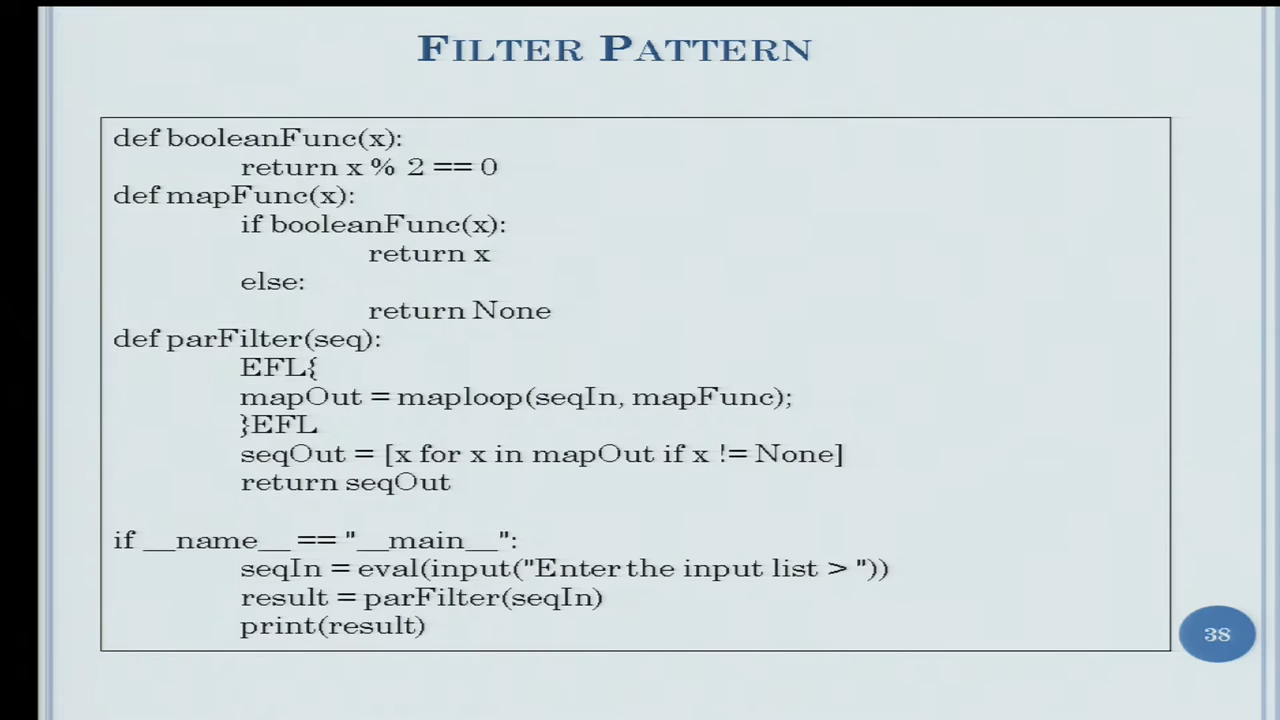 FILTER PATTERN
def booleanFunc(x):
return x % 2 == 0
def mapFunc(x):
if booleanFunc(x):
return x
else:
return None
def parFilter(seq):
EFL{
mapOut = maploop(seqIn, mapFunc);
}EFL
seqOut = [x for x in mapOut if x != None]
return seqOut
if __name__ == "__main__":
seqIn = eval(input("Enter the input list > "))
result = parFilter(seqIn)
print(result)
38